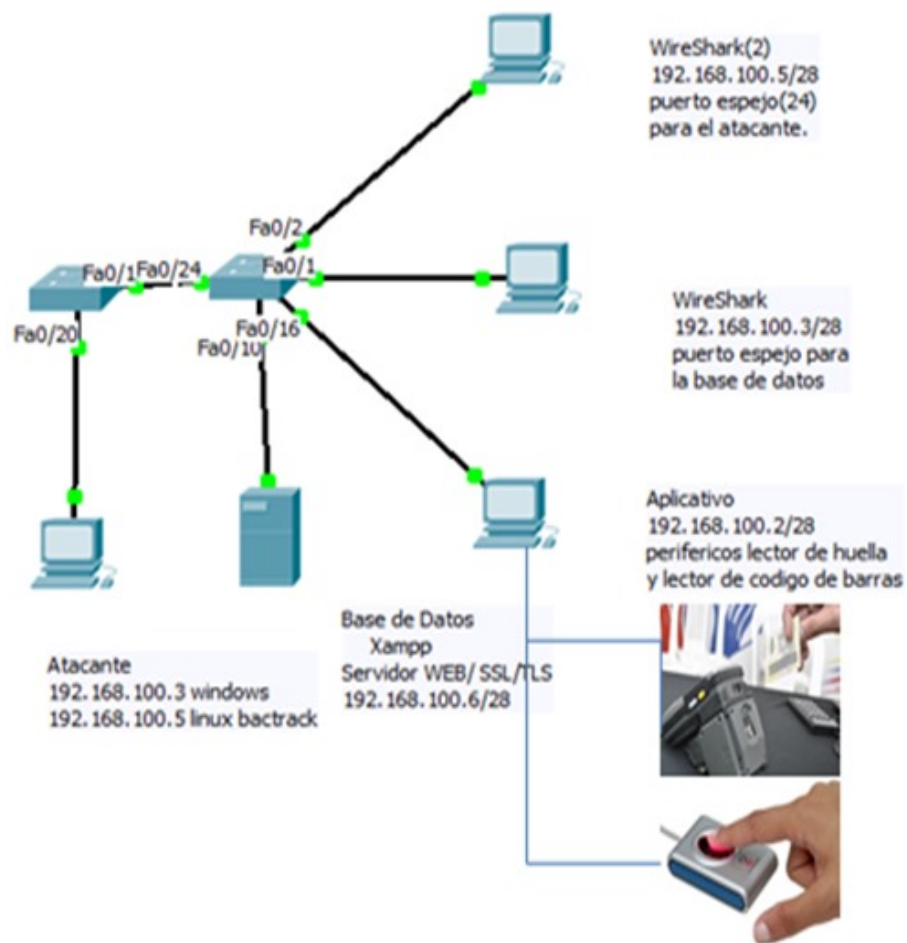 WireShark(2)
192.168.100.5/28
puerto espejo(24)
para el atacante.
Fa0/2
Fa0/1
Fa0/24
Fa0/1
Fa0/20
Fa0/16
Fa0/10
WireShark
192.168.100.3/28
puerto espejo para
la base de datos
Aplicativo
192.168.100.2/28
perifericos lector de huella
y lector de codigo de barras
Base de Datos
Xampp
Servidor WEB/ SSL/TLS
192.168.100.6/28
Atacante
192.168.100.3 windows
192.168.100.5 linux bactrack